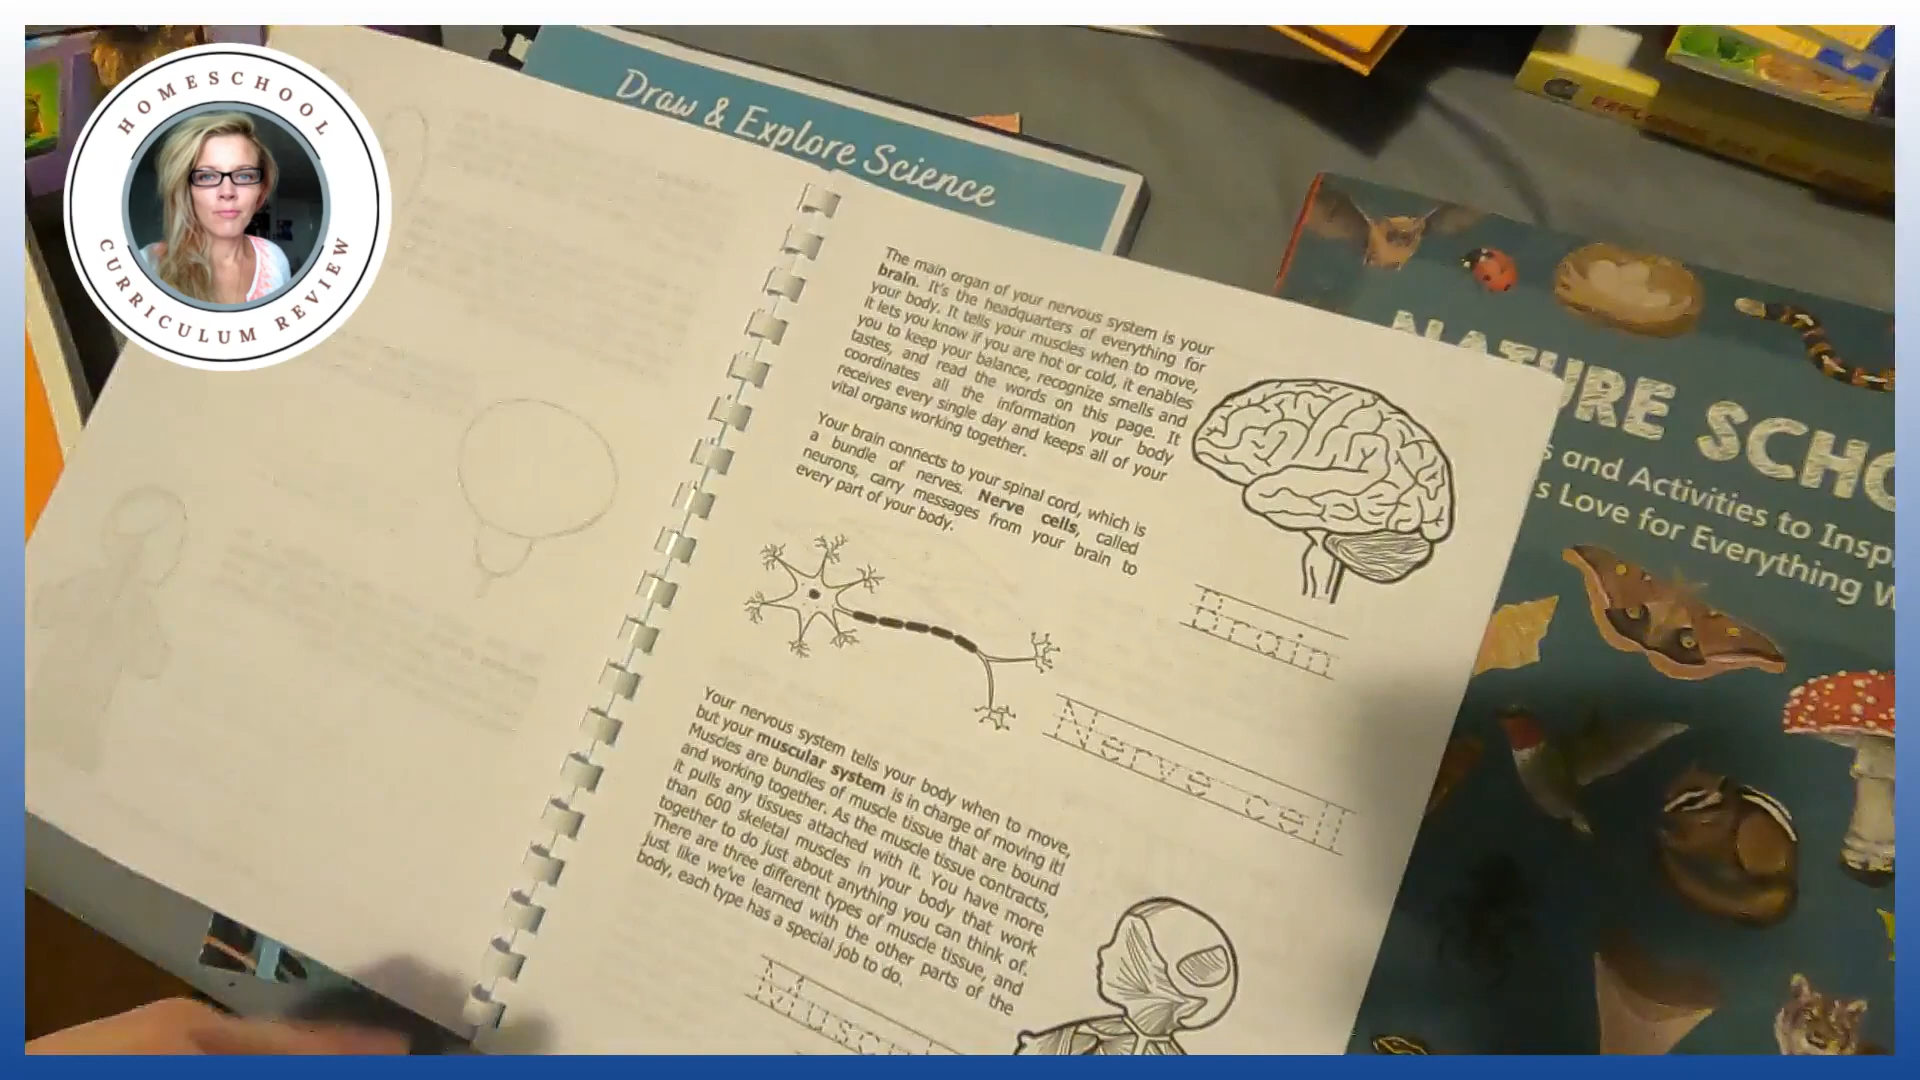 HOMESCHOOL
CURRICULUM REVIEW
Draw & Explore Science
The main organ of your nervous system is your
brain. It's the headquarters of everything for
your body. It tells your muscles when to move,
it lets you know if you are hot or cold, it enables
you to keep your balance, recognize smells and
tastes, and read the words on this page. It
coordinates all the information your body
receives every single day and keeps all of your
vital organs working together.
Your brain connects to your spinal cord, which is
a bundle of nerves. Nerve cells, called
neurons, carry messages from your brain to
every part of your body.
Brain
Nerve cell
Your nervous system tells your body when to move,
but your muscular system is in charge of moving it!
Muscles are bundles of muscle tissue that are bound
and working together. As the muscle tissue contracts,
it pulls any tissues attached with it. You have more
than 600 skeletal muscles in your body that work
together to do just about anything you can think of.
There are three different types of muscle tissue, and
just like we've learned with the other parts of the
body, each type has a special job to do.
NATURE SCHO
and Activities to Insp
s Love for Everything W